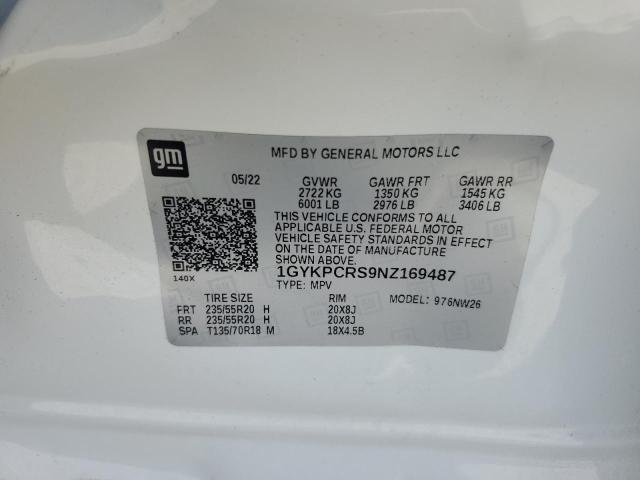 gm
MFD BY GENERAL MOTORS LLC
05/22 GVWR GAWR FRT GAWR RR
2722 KG 1350 KG 1545 KG
6001 LB 2976 LB 3406 LB
THIS VEHICLE CONFORMS TO ALL
APPLICABLE U.S. FEDERAL MOTOR
VEHICLE SAFETY STANDARDS IN EFFECT
ON THE DATE OF MANUFACTURE
SHOWN ABOVE.
1GYKPCRS9NZ169487
140X
TYPE: MPV
TIRE SIZE RIM MODEL: 976NW26
FRT 235/55R20 H 20X8J
RR 235/55R20 H 20X8J
SPA T135/70R18 M 18X4.5B